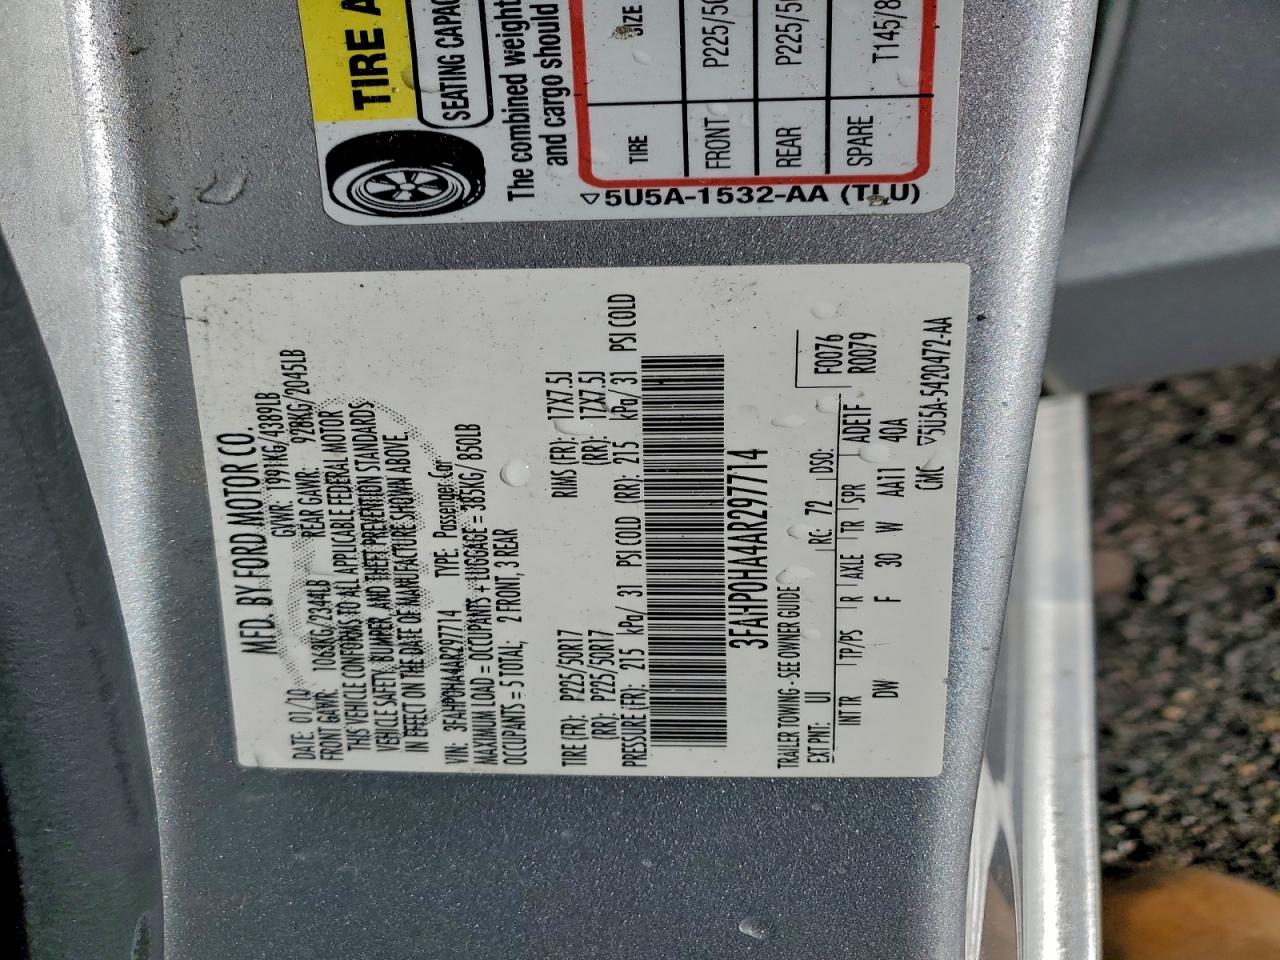 TIRE A
SEATING CAPAC
The combined weight
and cargo should
TIRE SIZE
FRONT P225/50
REAR P225/50
SPARE T145/8
▽5U5A-1532-AA (TLU)
MFD. BY FORD MOTOR CO.
DATE: 01/10 GVWR: 1991KG/4389LB
FRONT GAWR: 1063KG/2344LB REAR GAWR: 928KG/2045LB
THIS VEHICLE CONFORMS TO ALL APPLICABLE FEDERAL MOTOR
VEHICLE SAFETY, BUMPER, AND THEFT PREVENTION STANDARDS
IN EFFECT ON THE DATE OF MANUFACTURE SHOWN ABOVE.
VIN: 3FAHP0HA4AR297714 TYPE: Passenger Car
MAXIMUM LOAD = OCCUPANTS + LUGGAGE = 385KG/ 850LB
OCCUPANTS = 5 TOTAL; 2 FRONT, 3 REAR
TIRE (FR): P225/50R17 RIMS (FR): 17X7.5J
(RR): P225/50R17 (RR): 17X7.5J
PRESSURE (FR): 215 kPa/ 31 PSI COLD (RR): 215 kPa/ 31 PSI COLD
3FAHP0HA4AR297714
TRAILER TOWING - SEE OWNER GUIDE
F0076
EXT PNT: UI RC: 72 DSO: R0079
INT TR TP/PS R AXLE TR SPR ADEIF
DW F 30 W AA11 40A
GMC ▽5U5A-5420472-AA